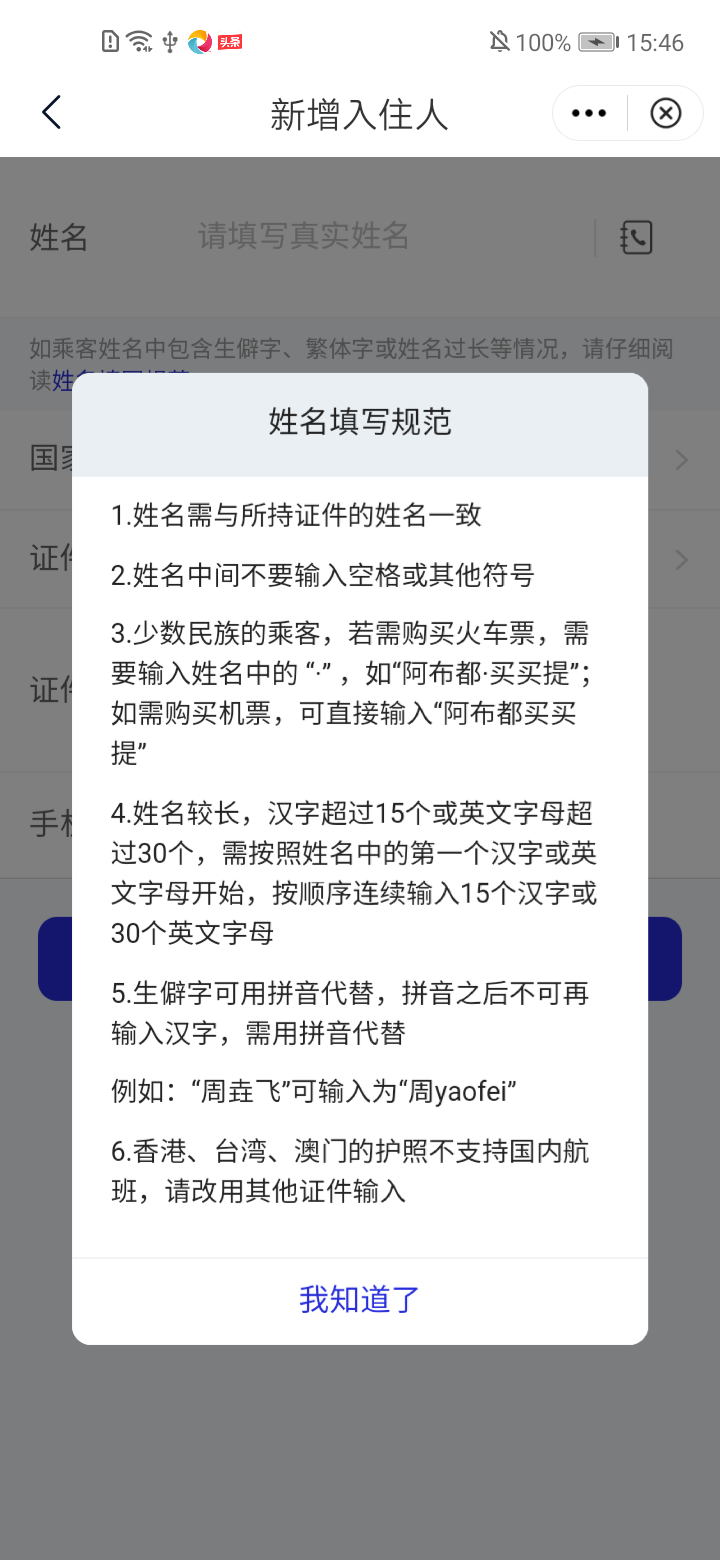 头条
100%
15:46
新增入住人
姓名
请填写真实姓名
如乘客姓名中包含生僻字、繁体字或姓名过长等情况，请仔细阅
读姓名填写规范
姓名填写规范
国
证
证
手
1.姓名需与所持证件的姓名一致
2.姓名中间不要输入空格或其他符号
3.少数民族的乘客，若需购买火车票，需
要输入姓名中的 “·” ，如“阿布都·买买提”；
如需购买机票，可直接输入“阿布都买买
提”
4.姓名较长，汉字超过15个或英文字母超
过30个，需按照姓名中的第一个汉字或英
文字母开始，按顺序连续输入15个汉字或
30个英文字母
5.生僻字可用拼音代替，拼音之后不可再
输入汉字，需用拼音代替
例如：“周垚飞”可输入为“周yaofei”
6.香港、台湾、澳门的护照不支持国内航
班，请改用其他证件输入
我知道了